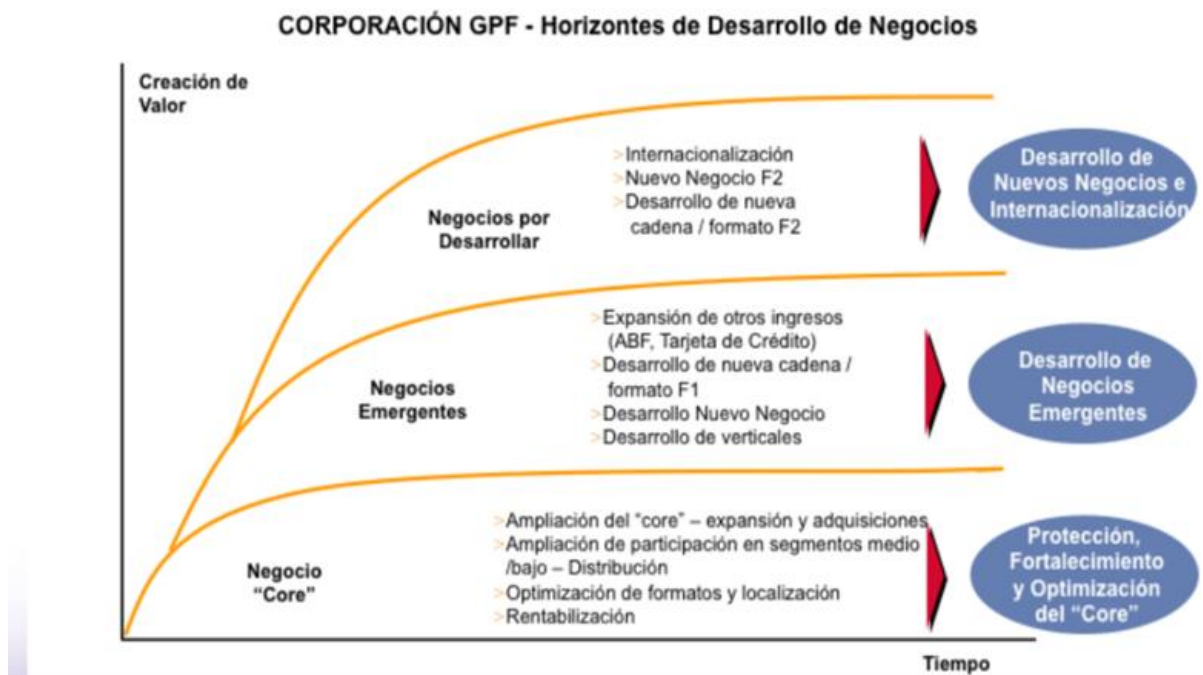 CORPORACIÓN GPF - Horizontes de Desarrollo de Negocios
Creación de
Valor
Negocios por
Desarrollar
>Internacionalización
>Nuevo Negocio F2
>Desarrollo de nueva
cadena / formato F2
Desarrollo de
Nuevos Negocios e
Internacionalización
Negocios
Emergentes
>Expansión de otros ingresos
(ABF, Tarjeta de Crédito)
>Desarrollo de nueva cadena /
formato F1
>Desarrollo Nuevo Negocio
>Desarrollo de verticales
Desarrollo de
Negocios
Emergentes
Negocio
“Core”
>Ampliación del “core” – expansión y adquisiciones
>Ampliación de participación en segmentos medio
/bajo – Distribución
>Optimización de formatos y localización
>Rentabilización
Protección,
Fortalecimiento
y Optimización
del “Core”
Tiempo